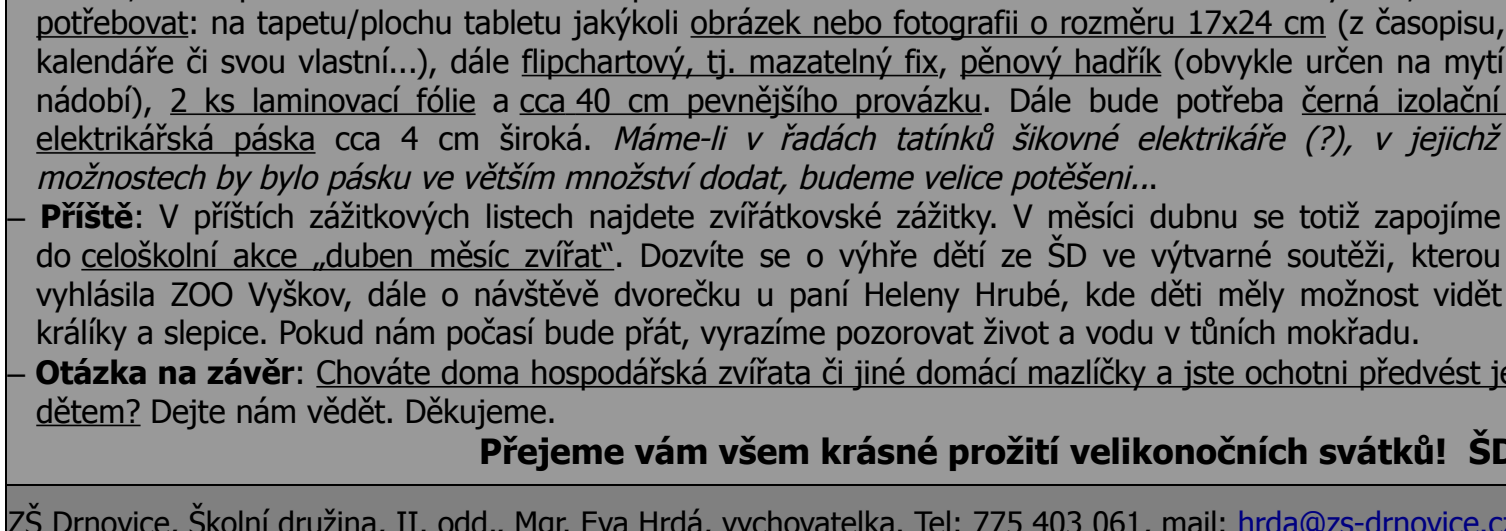 potřebovat: na tapetu/plochu tabletu jakýkoli obrázek nebo fotografii o rozměru 17x24 cm (z časopisu,
kalendáře či svou vlastní...), dále flipchartový, tj. mazatelný fix, pěnový hadřík (obvykle určen na mytí
nádobí), 2 ks laminovací fólie a cca 40 cm pevnějšího provázku. Dále bude potřeba černá izolační
elektrikářská páska cca 4 cm široká. Máme-li v řadách tatínků šikovné elektrikáře (?), v jejichž
možnostech by bylo pásku ve větším množství dodat, budeme velice potěšeni...
– Příště: V příštích zážitkových listech najdete zvířátkovské zážitky. V měsíci dubnu se totiž zapojíme
do celoškolní akce „duben měsíc zvířat“. Dozvíte se o výhře dětí ze ŠD ve výtvarné soutěži, kterou
vyhlásila ZOO Vyškov, dále o návštěvě dvorečku u paní Heleny Hrubé, kde děti měly možnost vidět
králíky a slepice. Pokud nám počasí bude přát, vyrazíme pozorovat život a vodu v tůních mokřadu.
– Otázka na závěr: Chováte doma hospodářská zvířata či jiné domácí mazlíčky a jste ochotni předvést je
dětem? Dejte nám vědět. Děkujeme.
Přejeme vám všem krásné prožití velikonočních svátků! ŠD
ZŠ Drnovice, Školní družina, II. odd., Mgr. Eva Hrdá, vychovatelka, Tel: 775 403 061, mail: hrda@zs-drnovice.c